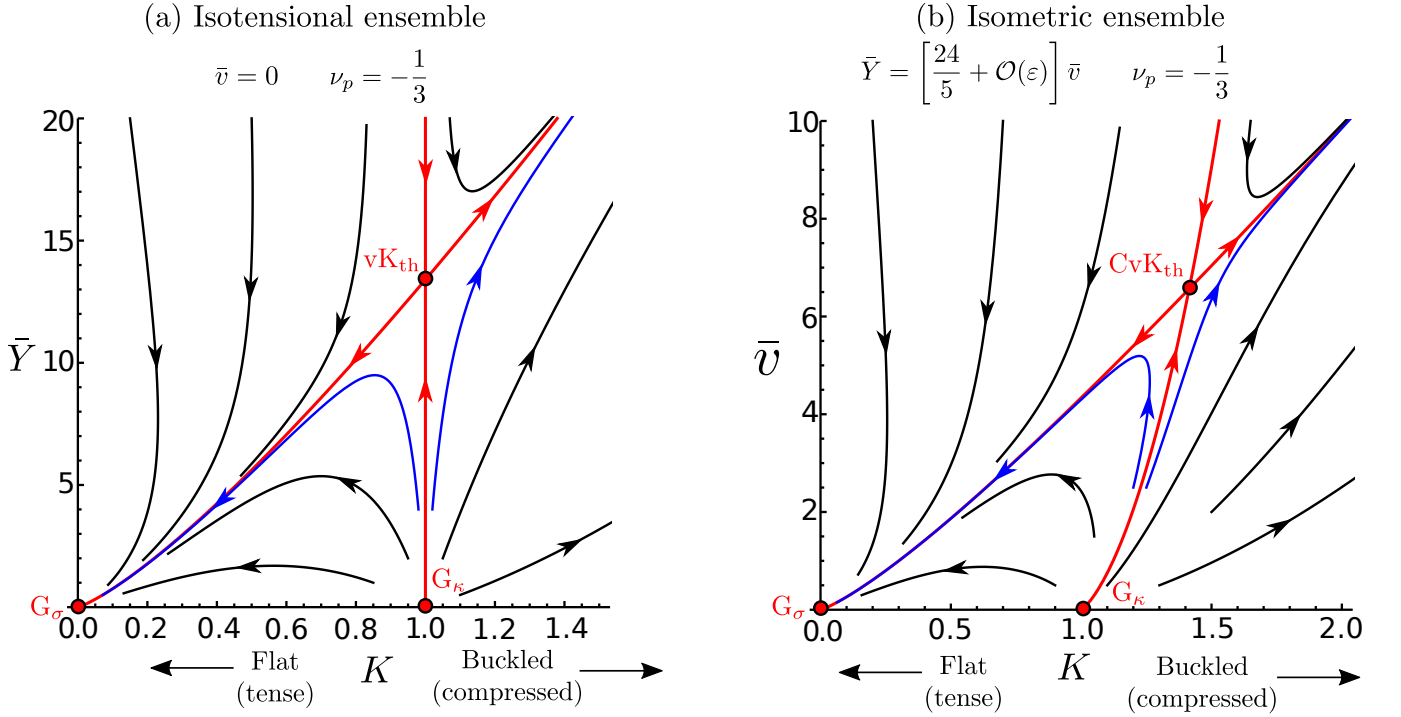 (a) Isotensional ensemble
v̄ = 0 ν_p = −1/3
20
15
10
5
Ȳ
vK_th
G_κ
G_σ
0.0 0.2 0.4 0.6 0.8 1.0 1.2 1.4
Flat
(tense)
K
Buckled
(compressed)
(b) Isometric ensemble
Ȳ = [24/5 + 𝒪(ε)] v̄ ν_p = −1/3
10
8
6
4
2
0
v̄
CvK_th
G_κ
G_σ
0.0 0.5 1.0 1.5 2.0
Flat
(tense)
K
Buckled
(compressed)